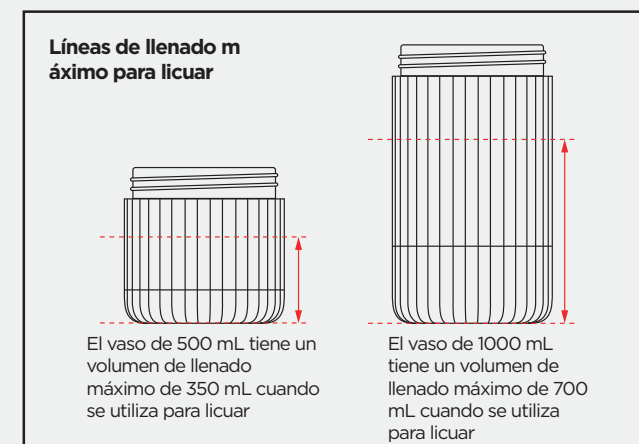 Líneas de llenado m
áximo para licuar
El vaso de 500 mL tiene un
volumen de llenado
máximo de 350 mL cuando
se utiliza para licuar
El vaso de 1000 mL
tiene un volumen de
llenado máximo de 700
mL cuando se utiliza
para licuar